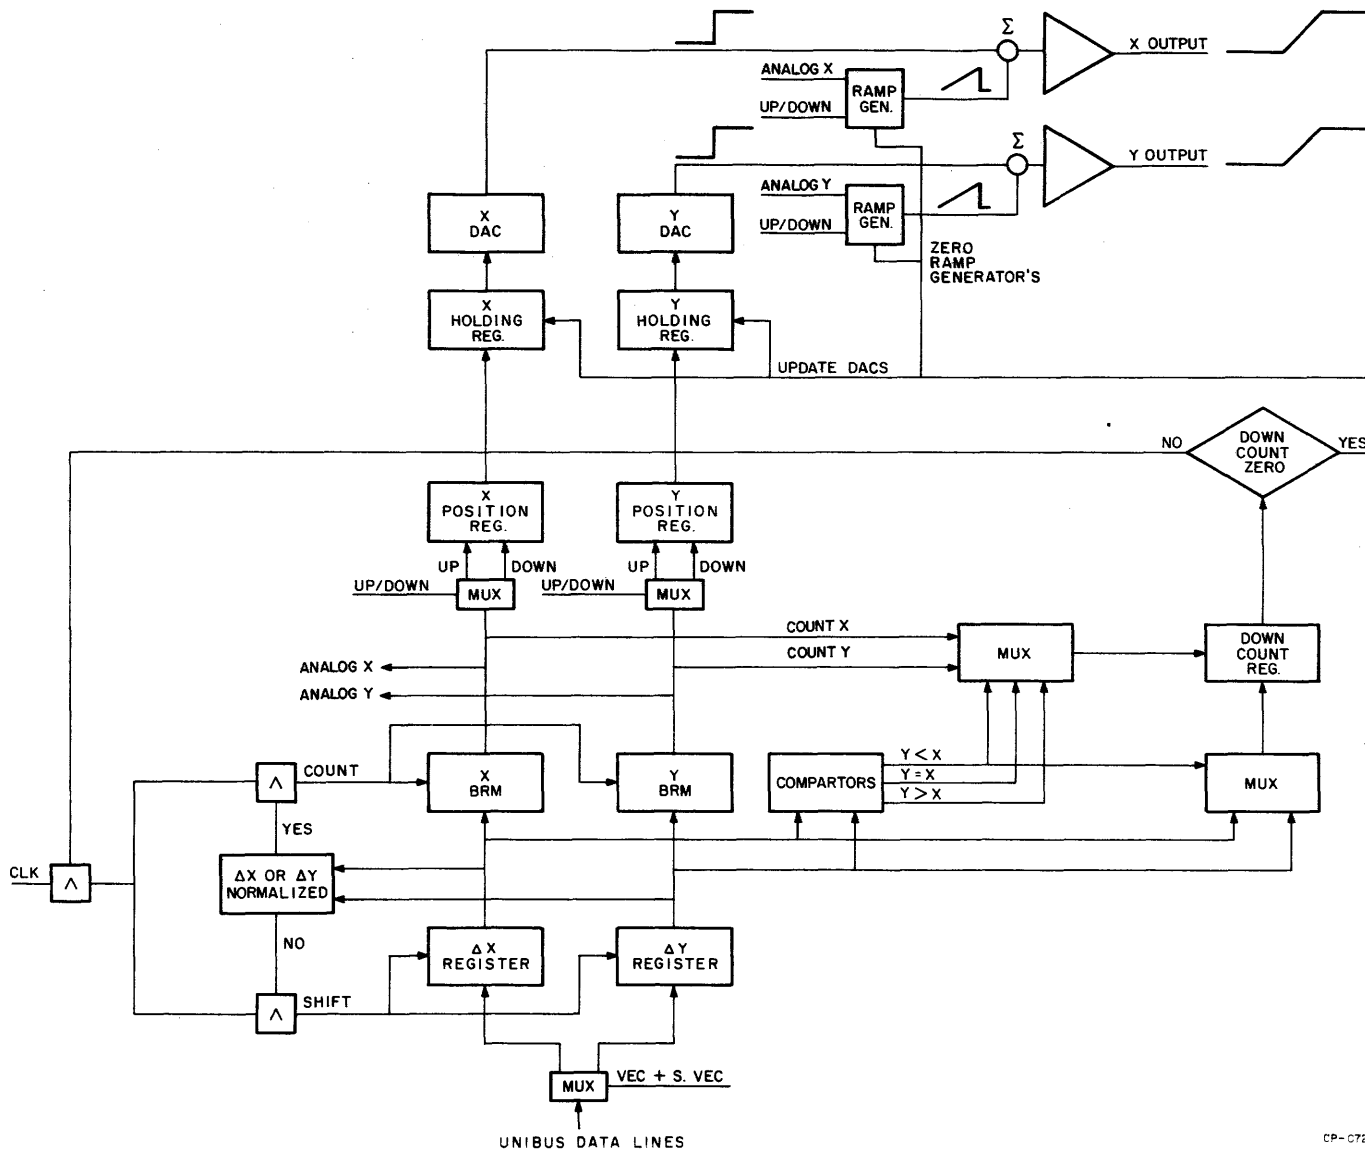 Σ
X OUTPUT
ANALOG X
RAMP
GEN.
UP/DOWN
Σ
Y OUTPUT
ANALOG Y
RAMP
GEN.
UP/DOWN
X
DAC
Y
DAC
ZERO
RAMP
GENERATOR'S
X
HOLDING
REG.
Y
HOLDING
REG.
UPDATE DACS
NO
DOWN
COUNT
ZERO
YES
X
POSITION
REG.
Y
POSITION
REG.
UP
DOWN
UP
DOWN
UP/DOWN
MUX
UP/DOWN
MUX
COUNT X
COUNT Y
MUX
DOWN
COUNT
REG.
ANALOG X
ANALOG Y
Λ
COUNT
X
BRM
Y
BRM
COMPARTORS
Y < X
Y = X
Y > X
MUX
YES
CLK
Λ
ΔX OR ΔY
NORMALIZED
NO
ΔX
REGISTER
ΔY
REGISTER
Λ
SHIFT
MUX
VEC + S. VEC
UNIBUS DATA LINES